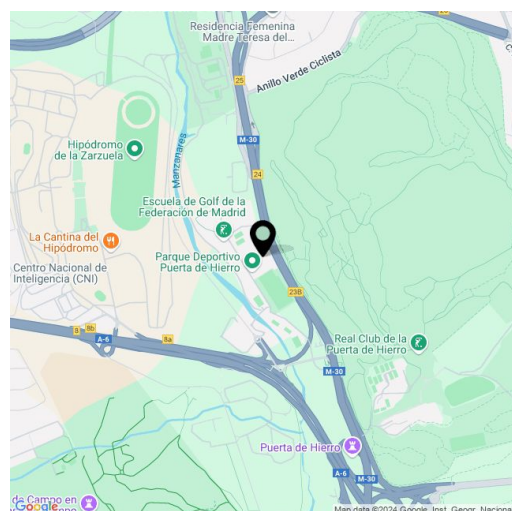 Residencia Femenina
Madre Teresa del...
25
Anillo Verde Ciclista
M-30
Hipódromo
de la Zarzuela
Manzanares
24
Escuela de Golf de la
Federación de Madrid
La Cantina del
Hipódromo
Parque Deportivo
Puerta de Hierro
Centro Nacional de
Inteligencia (CNI)
23B
8
8b
A-6
8a
Real Club de la
Puerta de Hierro
M-30
Puerta de Hierro
A-6
M-30
de Campo en
Google
Map data ©2024 Google, Inst. Geogr. Nacional